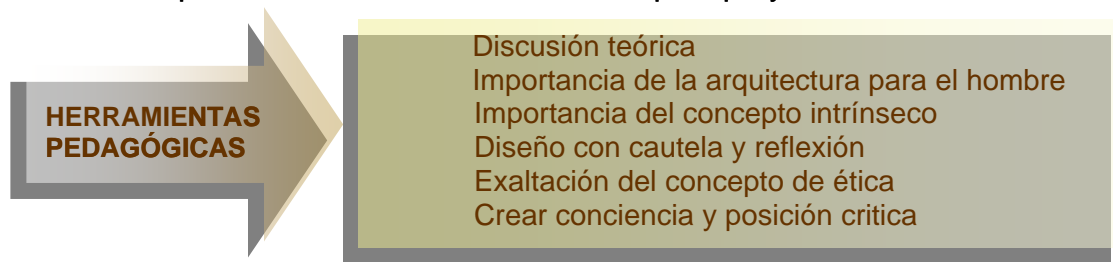 HERRAMIENTAS
PEDAGÓGICAS
Discusión teórica
Importancia de la arquitectura para el hombre
Importancia del concepto intrínseco
Diseño con cautela y reflexión
Exaltación del concepto de ética
Crear conciencia y posición critica